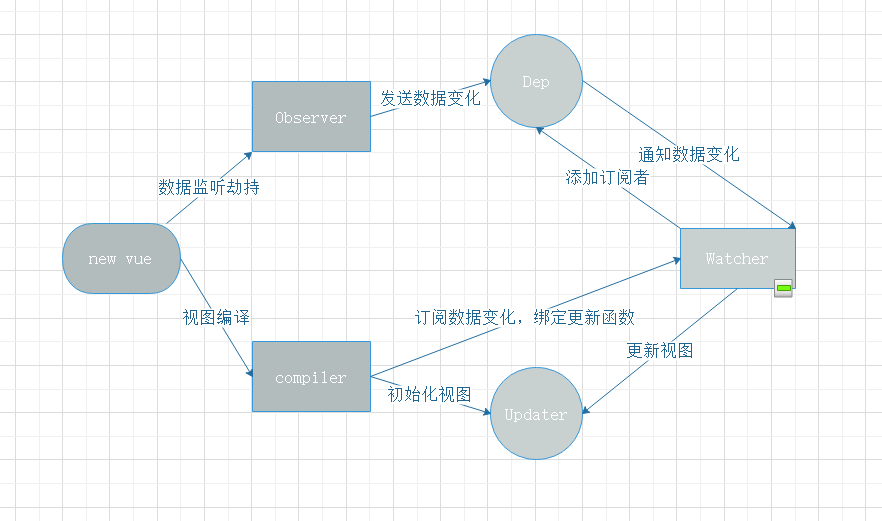 Dep
发送数据变化
Observer
通知数据变化
添加订阅者
数据监听劫持
new vue
Watcher
视图编译
订阅数据变化，绑定更新函数
更新视图
compiler
初始化视图
Updater